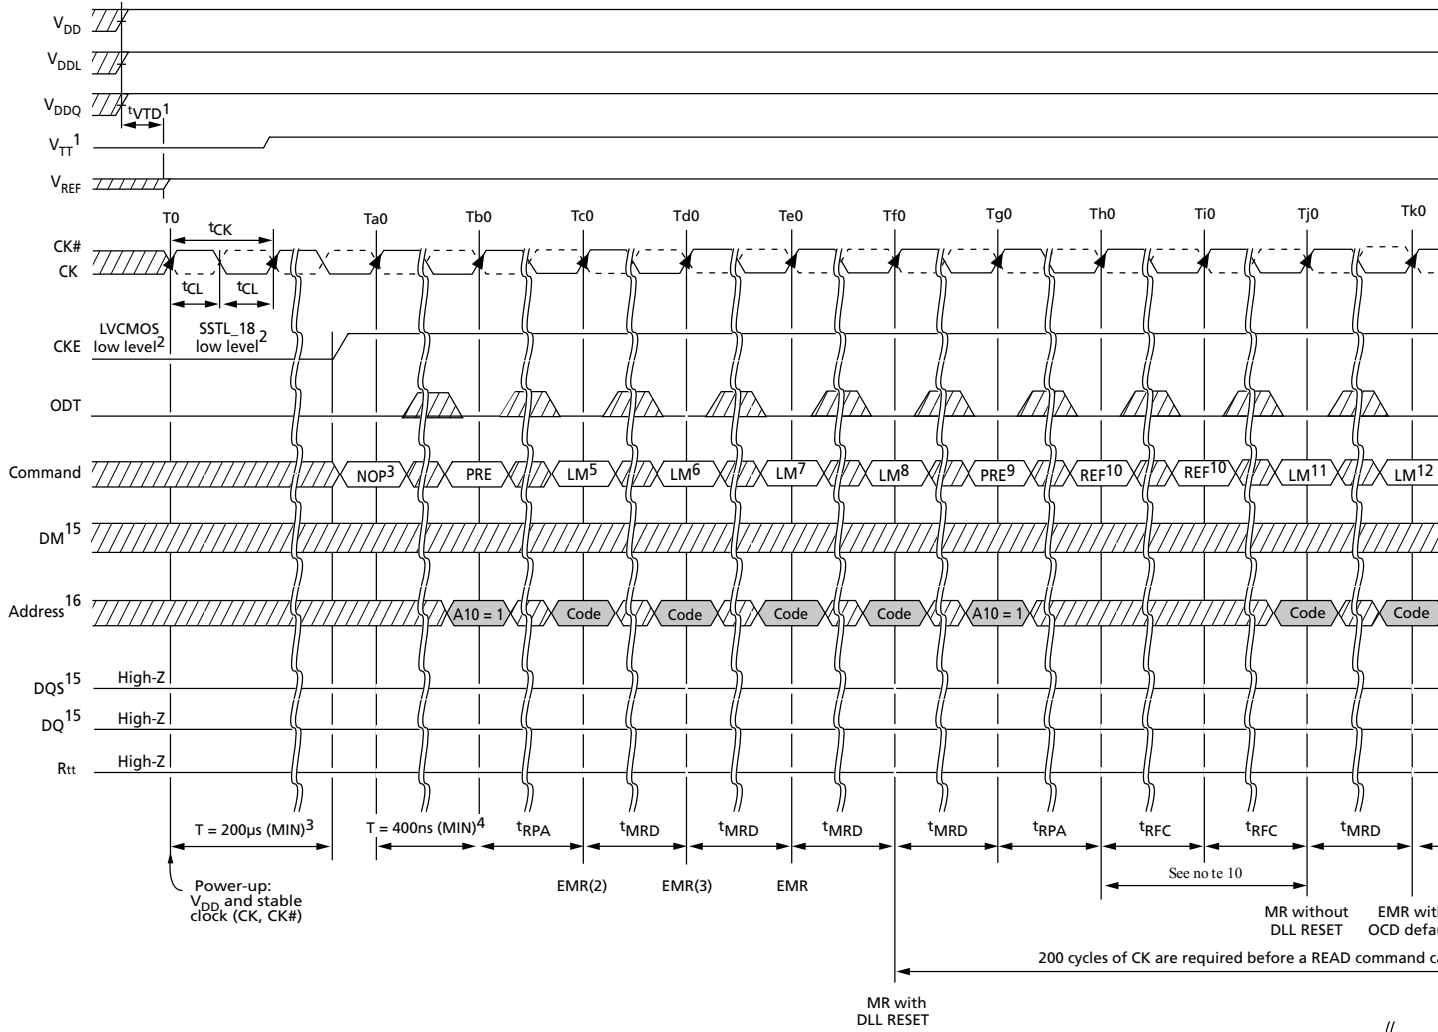 VDD
VDDL
VDDQ
tVTD1
VTT1
VREF
T0 Ta0 Tb0 Tc0 Td0 Te0 Tf0 Tg0 Th0 Ti0 Tj0 Tk0
tCK
CK#
CK
tCL tCL
LVCMOS
low level2
SSTL_18
low level2
CKE
ODT
Command NOP3 PRE LM5 LM6 LM7 LM8 PRE9 REF10 REF10 LM11 LM12
DM15
Address16 A10 = 1 Code Code Code Code A10 = 1 Code Code
DQS15 High-Z
DQ15 High-Z
Rtt High-Z
T = 200µs (MIN)3 T = 400ns (MIN)4 tRPA tMRD tMRD tMRD tMRD tRPA tRFC tRFC tMRD
See no te 10
Power-up:
VDD and stable
clock (CK, CK#)
EMR(2) EMR(3) EMR
MR without
DLL RESET
EMR with
OCD defau
200 cycles of CK are required before a READ command ca
MR with
DLL RESET